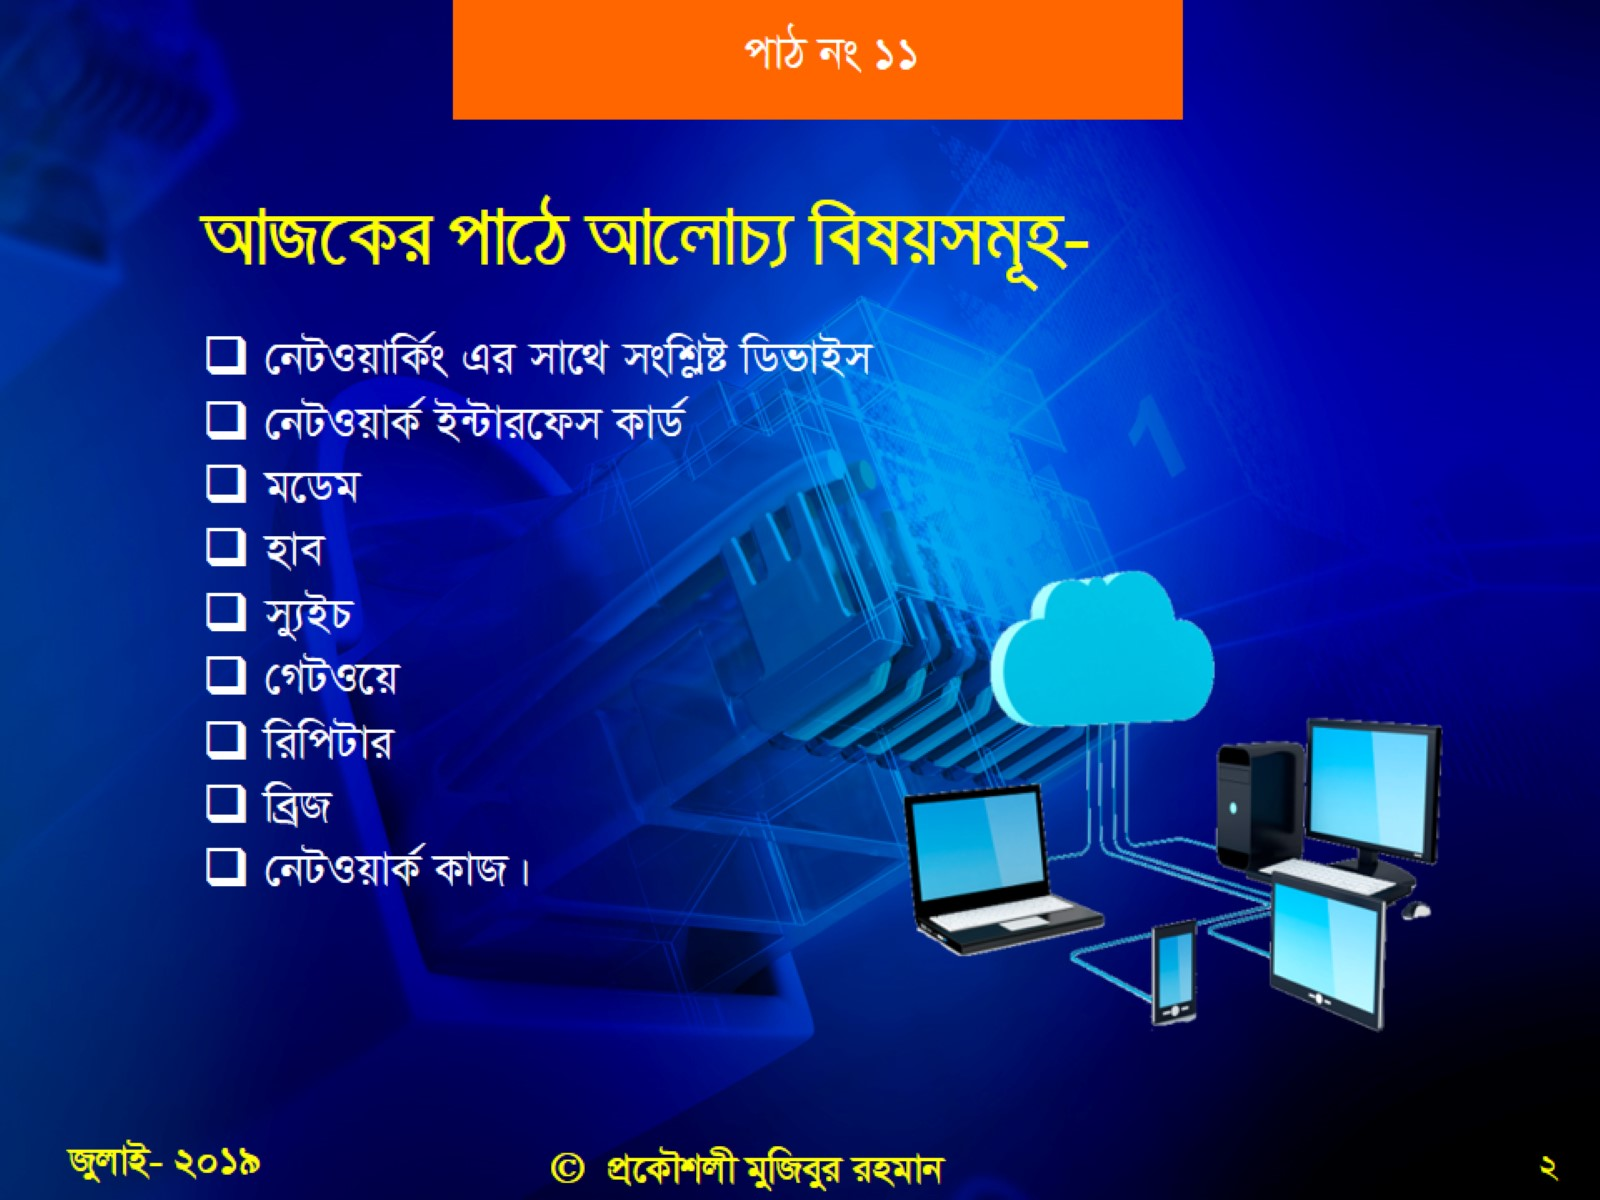 পাঠ নং ১১
আজকের পাঠে আলোচ্য বিষয়সমূহ-
❑ নেটওয়ার্কিং এর সাথে সংশ্লিষ্ট ডিভাইস
❑ নেটওয়ার্ক ইন্টারফেস কার্ড
❑ মডেম
❑ হাব
❑ স্যুইচ
❑ গেটওয়ে
❑ রিপিটার
❑ ব্রিজ
❑ নেটওয়ার্ক কাজ।
1
জুলাই- ২০১৯
© প্রকৌশলী মুজিবুর রহমান
২